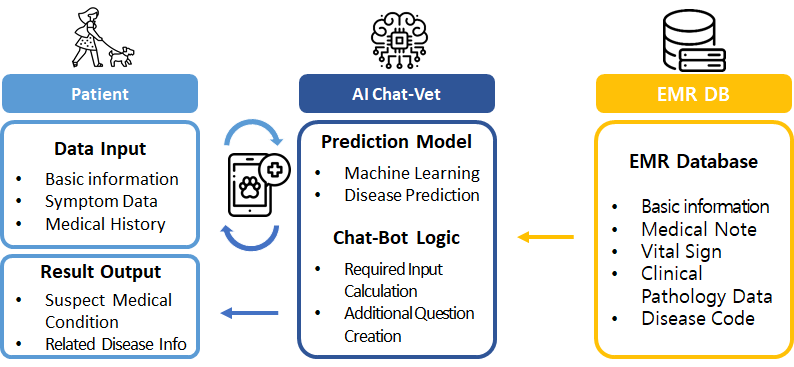 Patient
Data Input
• Basic information
• Symptom Data
• Medical History
Result Output
• Suspect Medical
Condition
• Related Disease Info
AI Chat-Vet
Prediction Model
• Machine Learning
• Disease Prediction
Chat-Bot Logic
• Required Input
Calculation
• Additional Question
Creation
EMR DB
EMR Database
• Basic information
• Medical Note
• Vital Sign
• Clinical
Pathology Data
• Disease Code